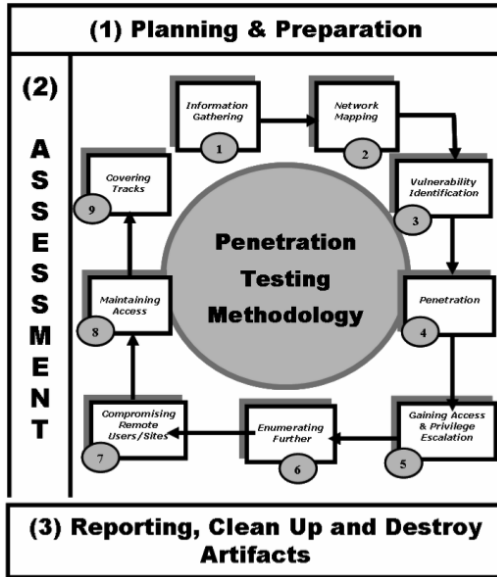 (1) Planning & Preparation
(2)
A
S
S
E
S
S
M
E
N
T
Information
Gathering
1
Network
Mapping
2
Vulnerability
Identification
3
Penetration
4
Gaining Access
& Privilege
Escalation
5
Enumerating
Further
6
Compromising
Remote
Users/Sites
7
Maintaining
Access
8
Covering
Tracks
9
Penetration
Testing
Methodology
(3) Reporting, Clean Up and Destroy
Artifacts